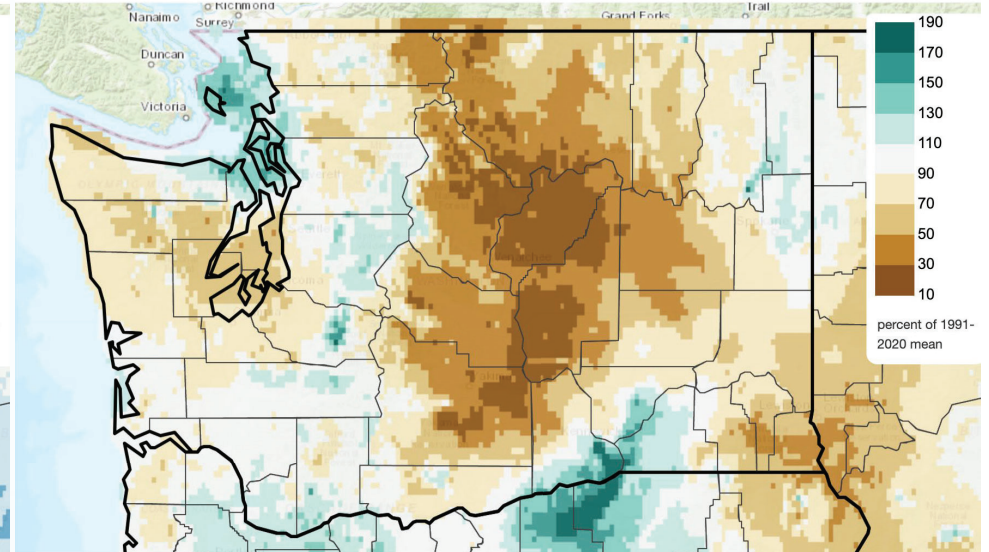 Nanaimo
Richmond
Surrey
Grand Forks
Trail
Duncan
Victoria
190
170
150
130
110
90
70
50
30
10
percent of 1991-
2020 mean